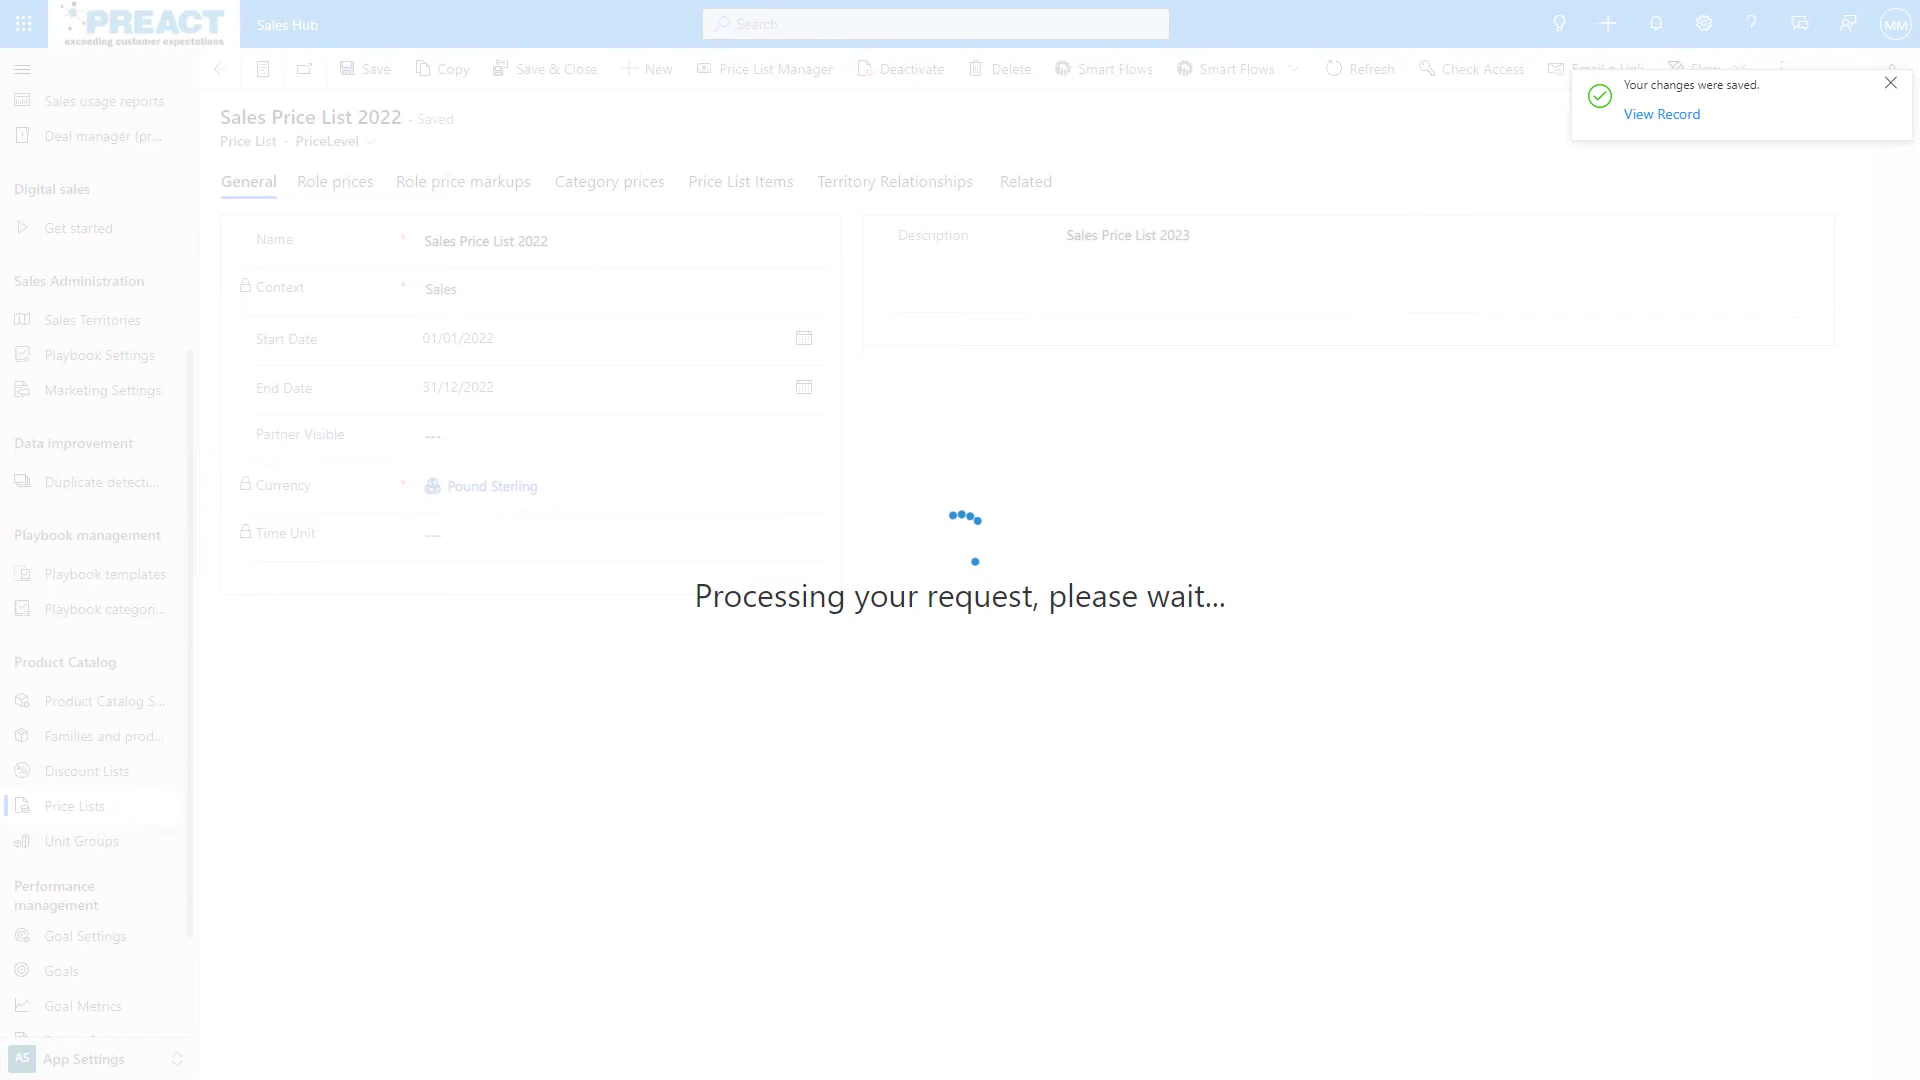 PREACT
exceeding customer expectations
Sales Hub
Search
MM
Save
Copy
Save & Close
New
Price List Manager
Deactivate
Delete
Smart Flows
Smart Flows
Refresh
Check Access
Email a Link
Flow
Your changes were saved.
View Record
Sales usage reports
Deal manager (pr...
Digital sales
Get started
Sales Administration
Sales Territories
Playbook Settings
Marketing Settings
Data improvement
Duplicate detecti...
Playbook management
Playbook templates
Playbook categori...
Product Catalog
Product Catalog S...
Families and prod...
Discount Lists
Price Lists
Unit Groups
Performance
management
Goal Settings
Goals
Goal Metrics
AS App Settings
Sales Price List 2022 - Saved
Price List · PriceLevel
General
Role prices
Role price markups
Category prices
Price List Items
Territory Relationships
Related
Name * Sales Price List 2022
Context * Sales
Start Date 01/01/2022
End Date 31/12/2022
Partner Visible ---
Currency * Pound Sterling
Time Unit ---
Description Sales Price List 2023
Processing your request, please wait...